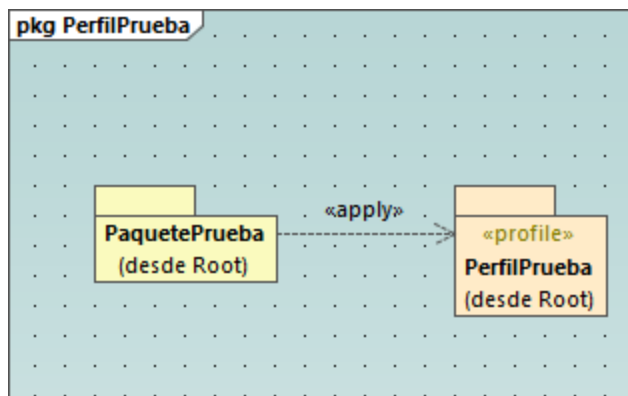 pkg PerfilPrueba
«apply»
PaquetePrueba
(desde Root)
«profile»
PerfilPrueba
(desde Root)